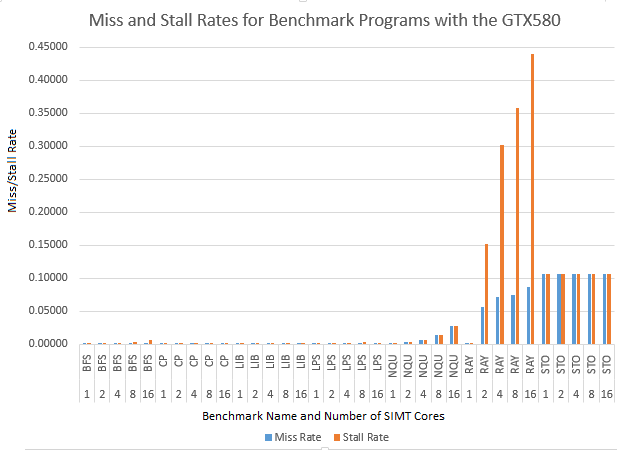 Miss and Stall Rates for Benchmark Programs with the GTX580
0.45000
0.40000
0.35000
0.30000
0.25000
0.20000
0.15000
0.10000
0.05000
0.00000
Miss/Stall Rate
BFS BFS BFS BFS BFS CP CP CP CP CP LIB LIB LIB LIB LIB LPS LPS LPS LPS LPS NQU NQU NQU NQU NQU RAY RAY RAY RAY RAY STO STO STO STO STO
1 2 4 8 16 1 2 4 8 16 1 2 4 8 16 1 2 4 8 16 1 2 4 8 16 1 2 4 8 16 1 2 4 8 16
Benchmark Name and Number of SIMT Cores
Miss Rate Stall Rate